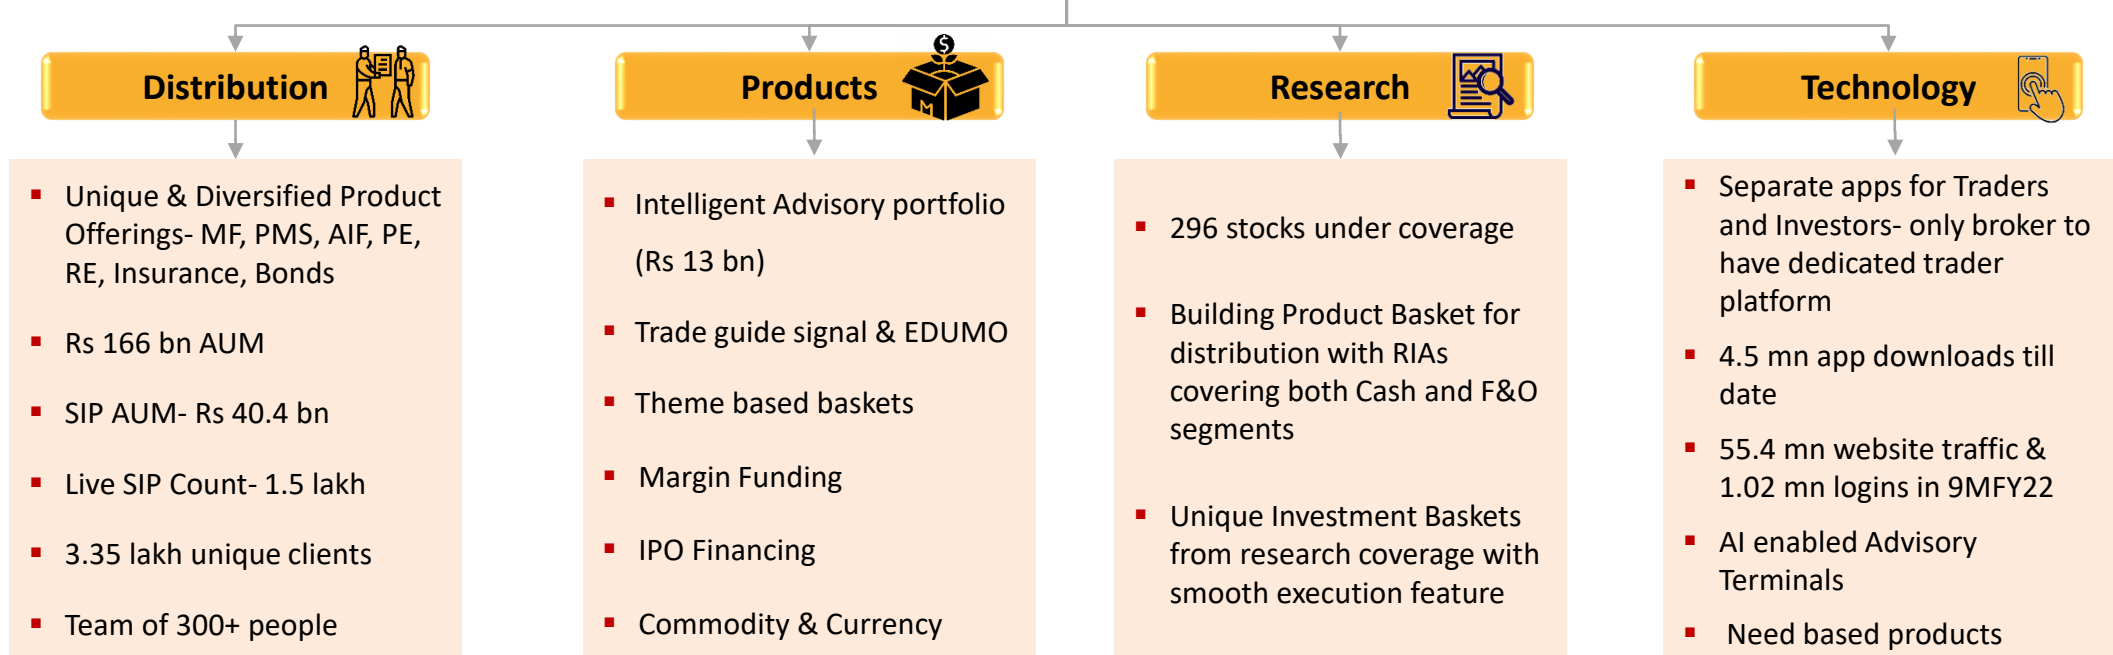 Distribution
Unique & Diversified Product
Offerings- MF, PMS, AIF, PE,
RE, Insurance, Bonds
Rs 166 bn AUM
SIP AUM- Rs 40.4 bn
Live SIP Count- 1.5 lakh
3.35 lakh unique clients
Team of 300+ people
Products
$
M
Intelligent Advisory portfolio
(Rs 13 bn)
Trade guide signal & EDUMO
Theme based baskets
Margin Funding
IPO Financing
Commodity & Currency
Research
296 stocks under coverage
Building Product Basket for
distribution with RIAs
covering both Cash and F&O
segments
Unique Investment Baskets
from research coverage with
smooth execution feature
Technology
Separate apps for Traders
and Investors- only broker to
have dedicated trader
platform
4.5 mn app downloads till
date
55.4 mn website traffic &
1.02 mn logins in 9MFY22
AI enabled Advisory
Terminals
Need based products